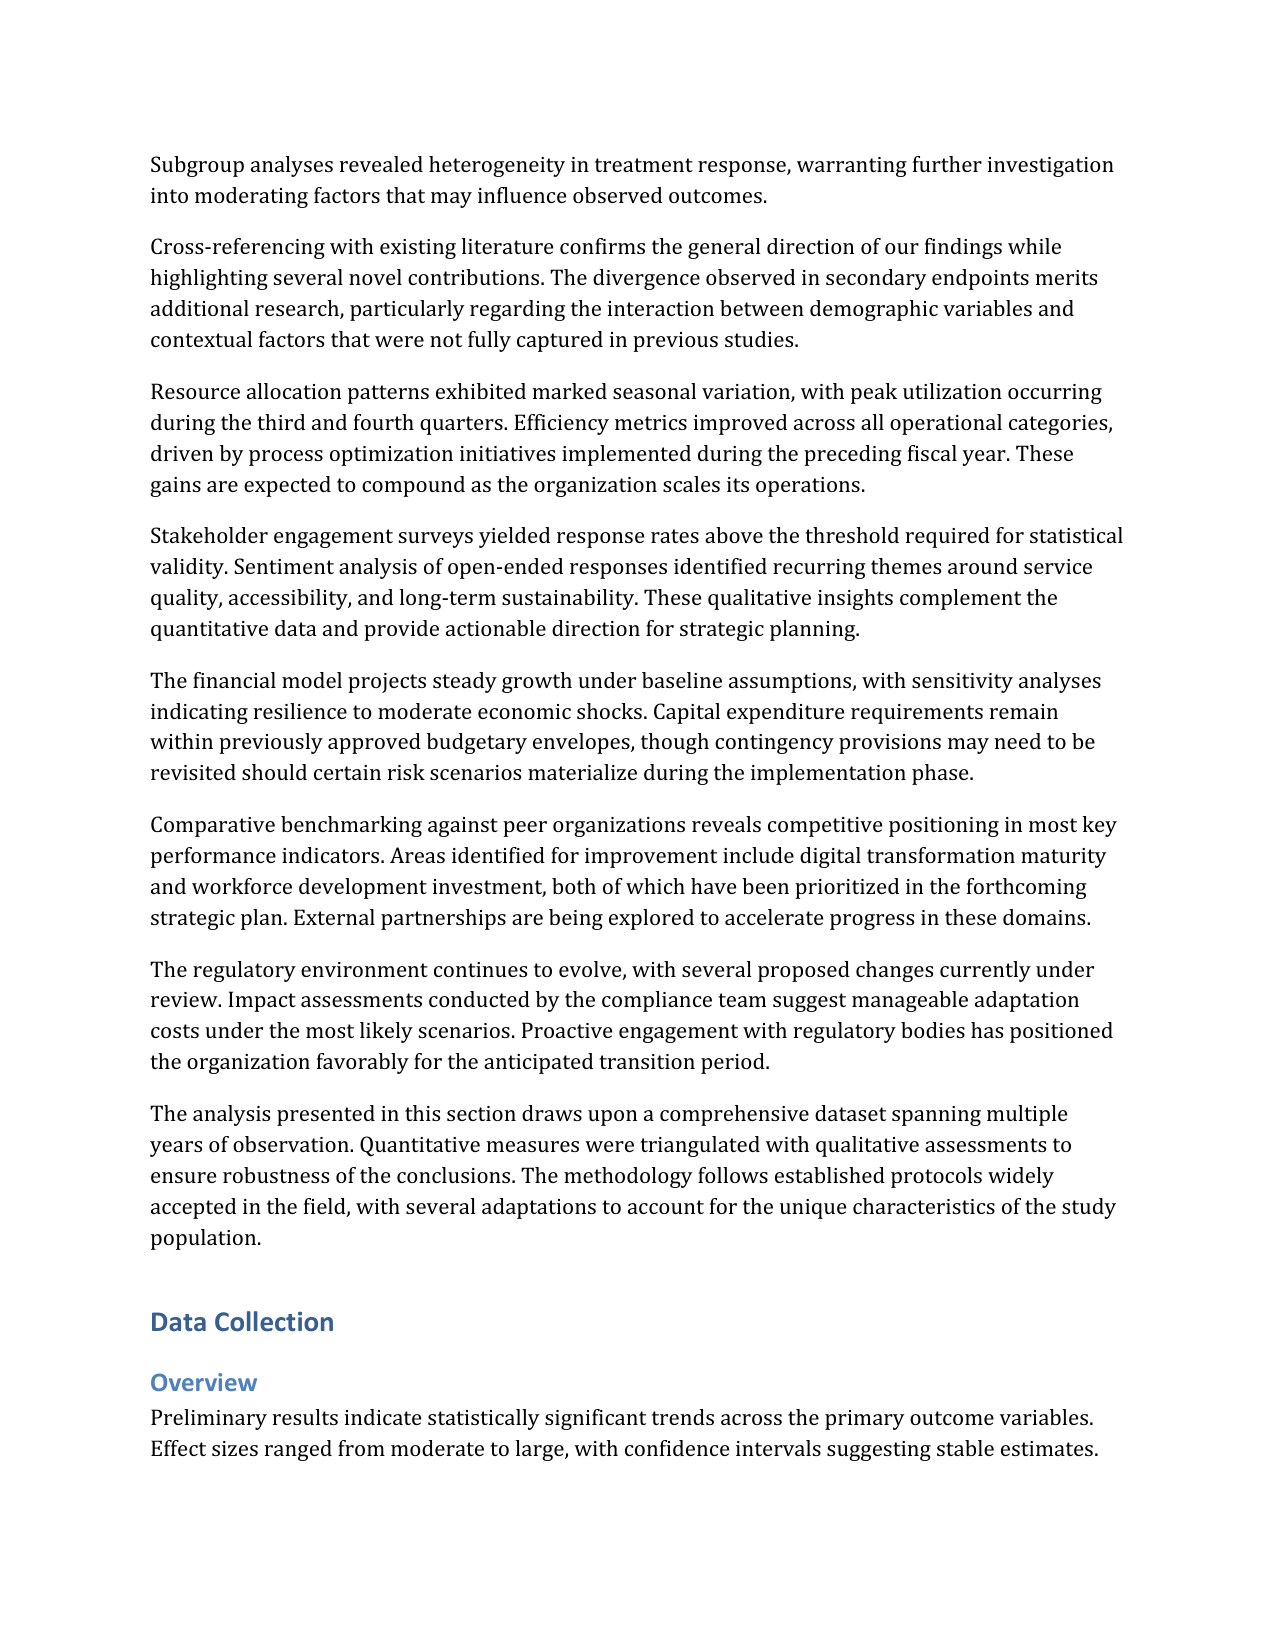 Subgroup analyses revealed heterogeneity in treatment response, warranting further investigation
into moderating factors that may influence observed outcomes.
Cross-referencing with existing literature confirms the general direction of our findings while
highlighting several novel contributions. The divergence observed in secondary endpoints merits
additional research, particularly regarding the interaction between demographic variables and
contextual factors that were not fully captured in previous studies.
Resource allocation patterns exhibited marked seasonal variation, with peak utilization occurring
during the third and fourth quarters. Efficiency metrics improved across all operational categories,
driven by process optimization initiatives implemented during the preceding fiscal year. These
gains are expected to compound as the organization scales its operations.
Stakeholder engagement surveys yielded response rates above the threshold required for statistical
validity. Sentiment analysis of open-ended responses identified recurring themes around service
quality, accessibility, and long-term sustainability. These qualitative insights complement the
quantitative data and provide actionable direction for strategic planning.
The financial model projects steady growth under baseline assumptions, with sensitivity analyses
indicating resilience to moderate economic shocks. Capital expenditure requirements remain
within previously approved budgetary envelopes, though contingency provisions may need to be
revisited should certain risk scenarios materialize during the implementation phase.
Comparative benchmarking against peer organizations reveals competitive positioning in most key
performance indicators. Areas identified for improvement include digital transformation maturity
and workforce development investment, both of which have been prioritized in the forthcoming
strategic plan. External partnerships are being explored to accelerate progress in these domains.
The regulatory environment continues to evolve, with several proposed changes currently under
review. Impact assessments conducted by the compliance team suggest manageable adaptation
costs under the most likely scenarios. Proactive engagement with regulatory bodies has positioned
the organization favorably for the anticipated transition period.
The analysis presented in this section draws upon a comprehensive dataset spanning multiple
years of observation. Quantitative measures were triangulated with qualitative assessments to
ensure robustness of the conclusions. The methodology follows established protocols widely
accepted in the field, with several adaptations to account for the unique characteristics of the study
population.
Data Collection
Overview
Preliminary results indicate statistically significant trends across the primary outcome variables.
Effect sizes ranged from moderate to large, with confidence intervals suggesting stable estimates.